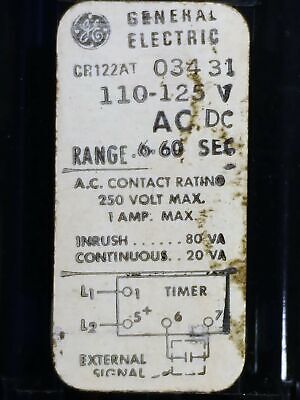 GENERAL
ELECTRIC
CR122AT 034 31
110-125 V
AC DC
RANGE 6-60 SEC
A.C. CONTACT RATING
250 VOLT MAX.
1 AMP. MAX.
INRUSH ...... 80 VA
CONTINUOUS .. 20 VA
L1 1 TIMER
L2 5+ 6 7
EXTERNAL
SIGNAL